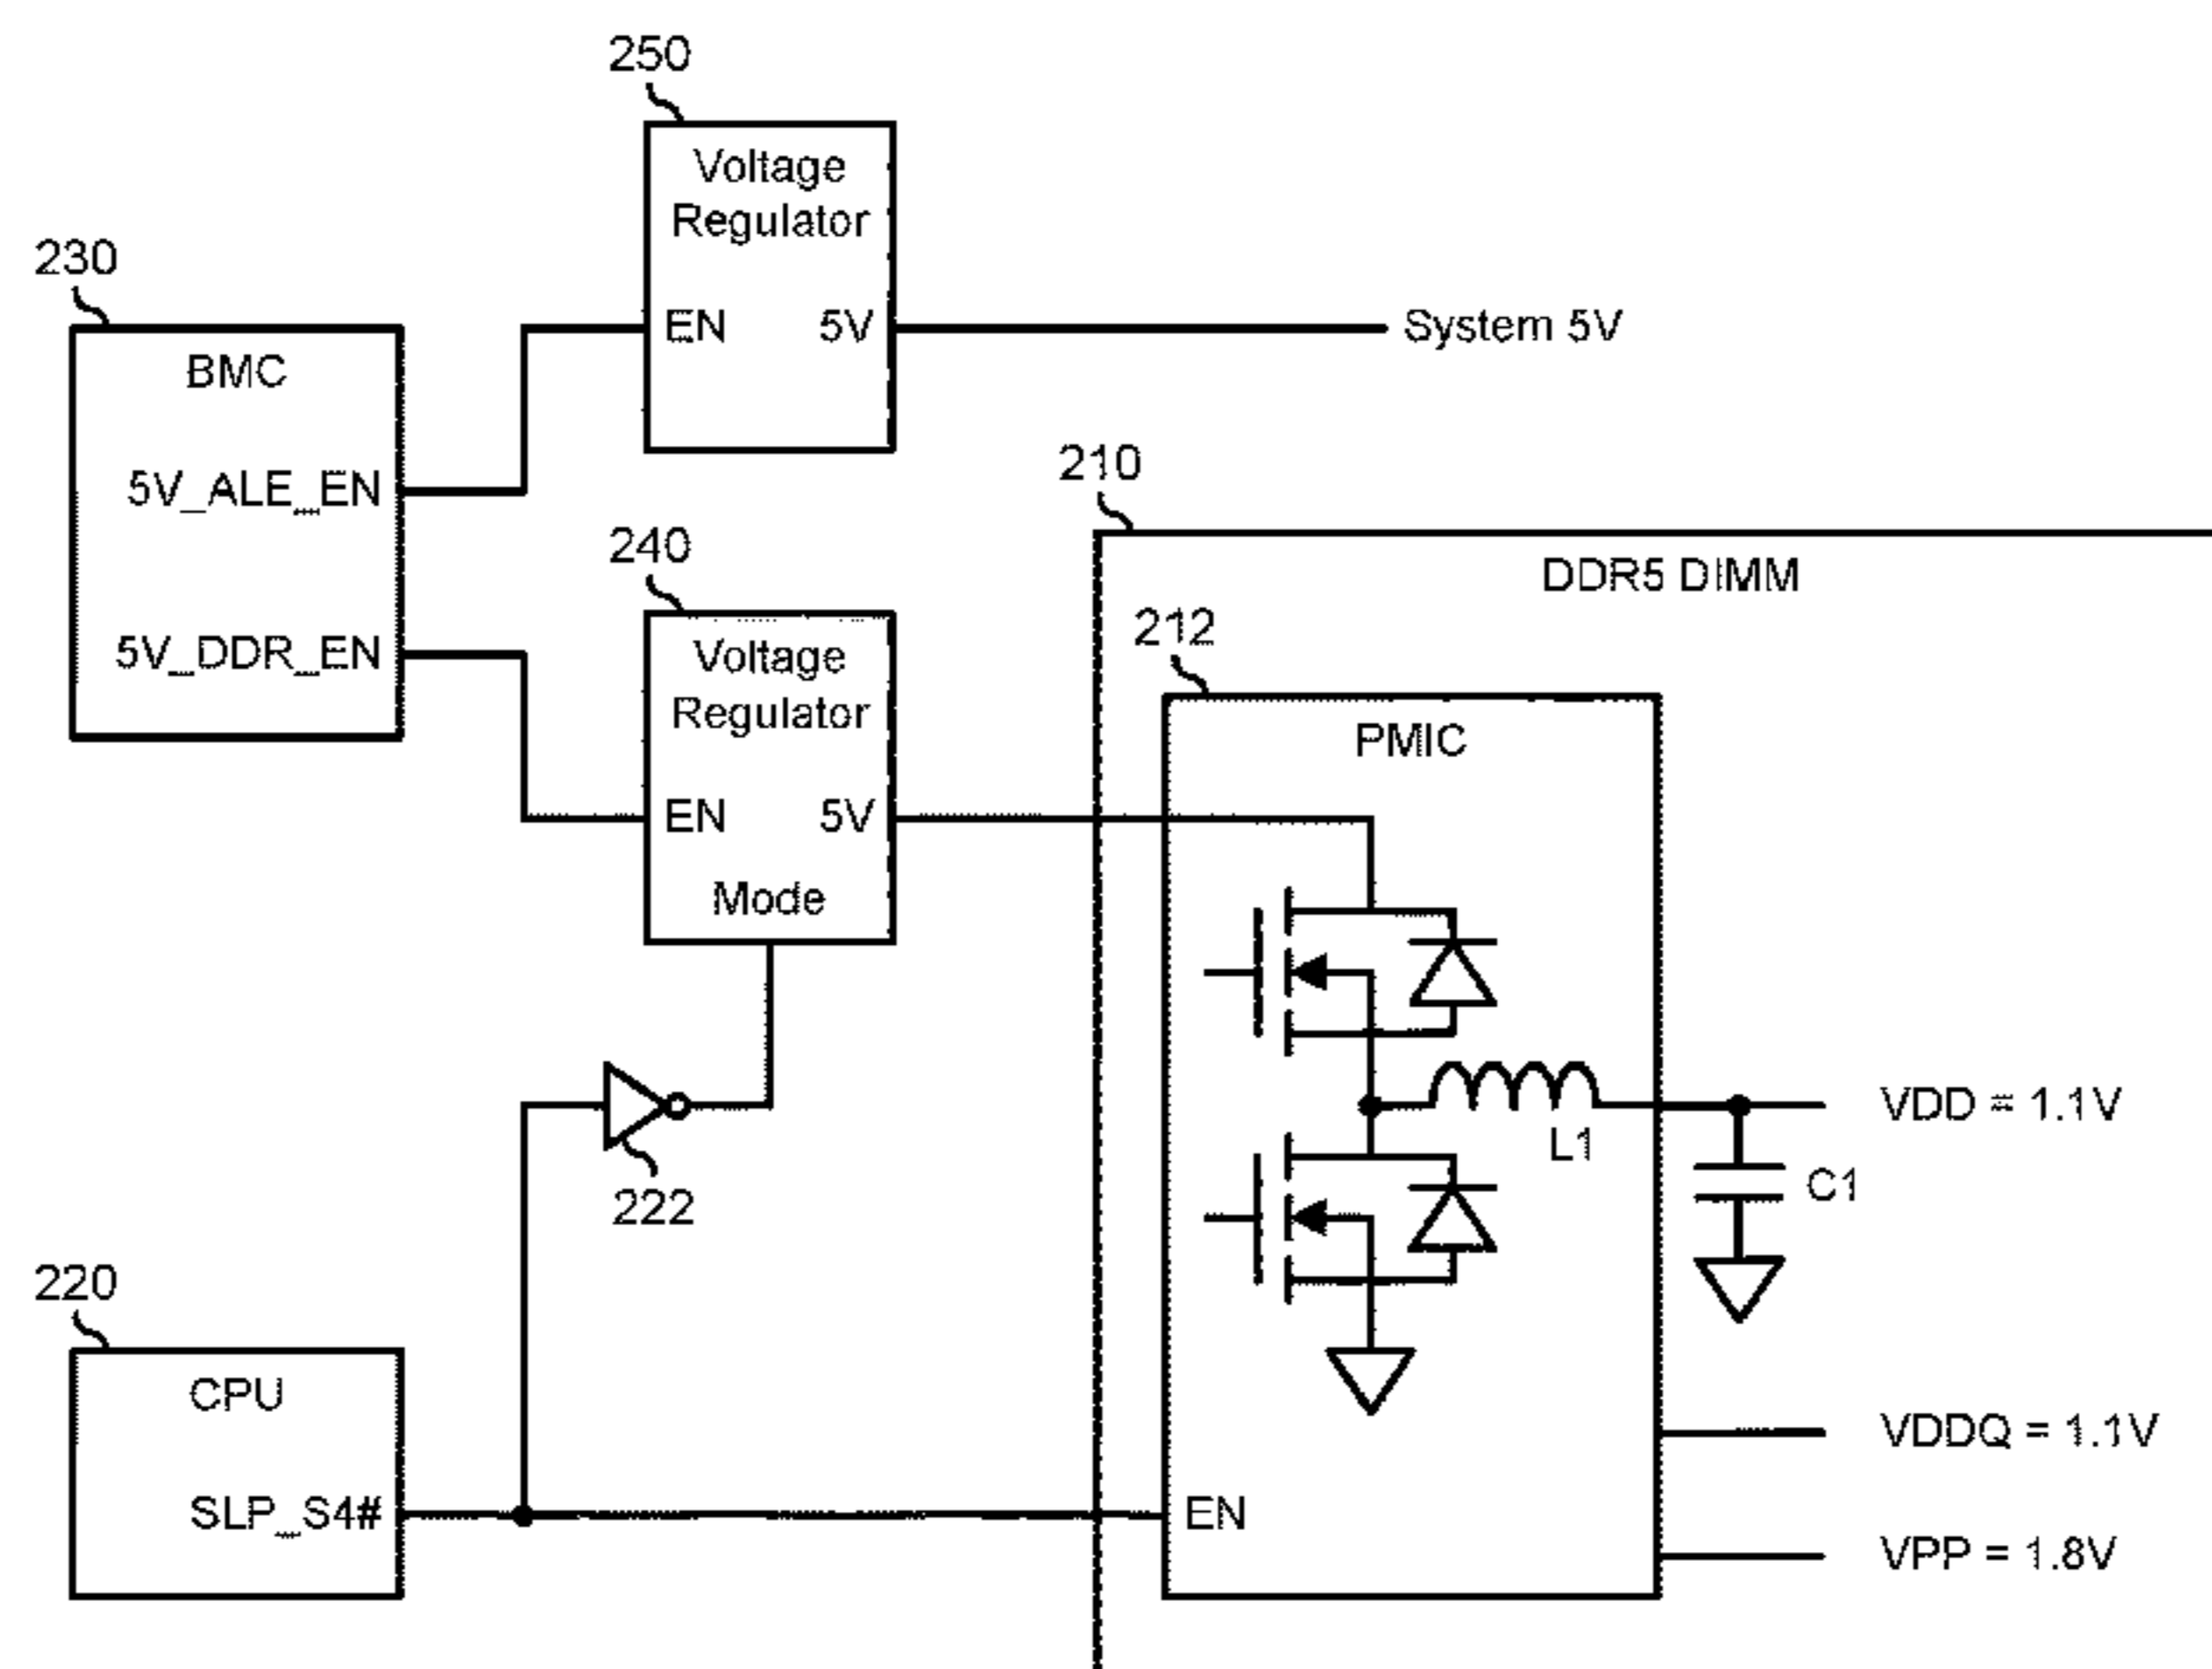 250
Voltage
Regulator
EN 5V
System 5V
230
BMC
5V_ALE_EN
5V_DDR_EN
240
Voltage
Regulator
EN 5V
Mode
210
DDR5 DIMM
212
PMIC
L1
VDD = 1.1V
C1
222
220
CPU
SLP_S4#
EN
VDDQ = 1.1V
VPP = 1.8V